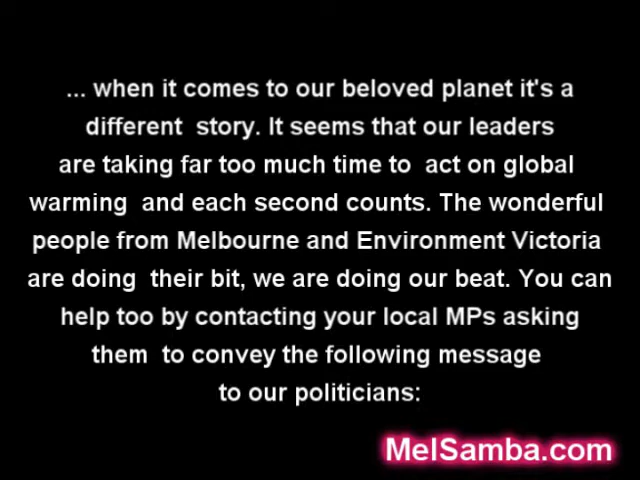 ... when it comes to our beloved planet it's a
different story. It seems that our leaders
are taking far too much time to act on global
warming and each second counts. The wonderful
people from Melbourne and Environment Victoria
are doing their bit, we are doing our beat. You can
help too by contacting your local MPs asking
them to convey the following message
to our politicians:
MelSamba.com